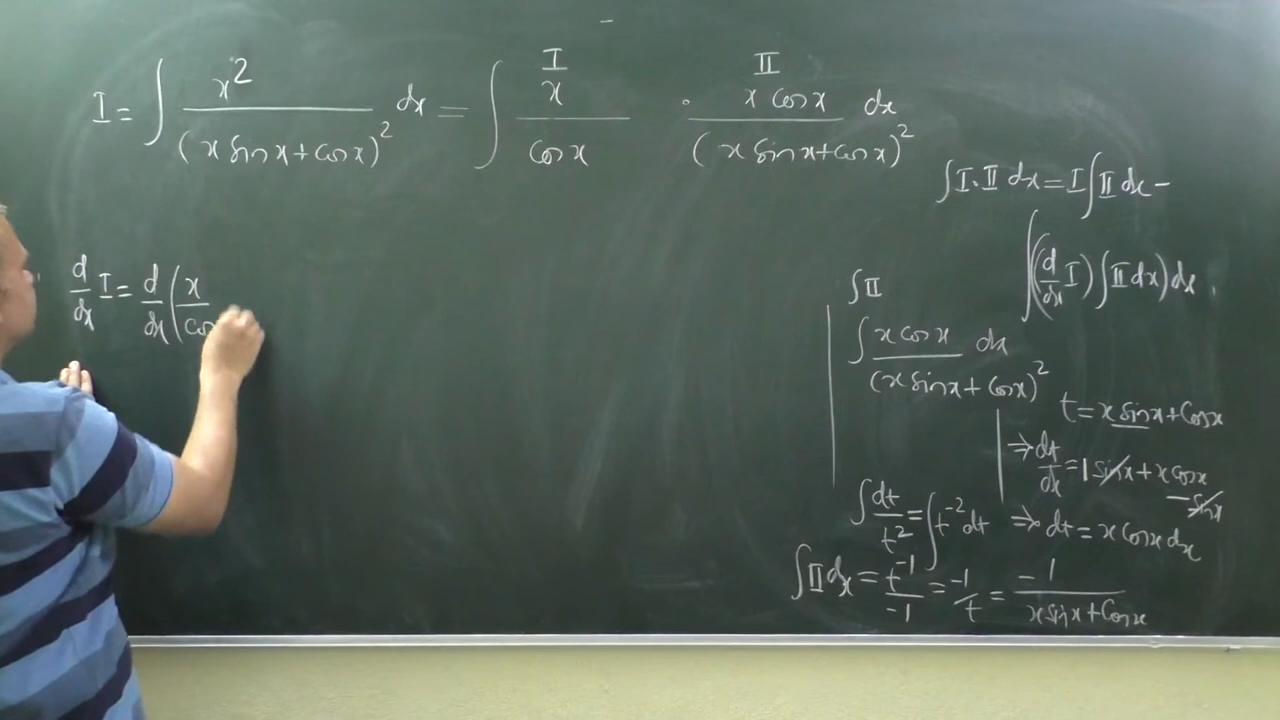 I = ∫ x² / (x Sin x + Cos x)² dx = ∫ x / Cos x · x Cos x / (x Sin x + Cos x)² dx
I II
∫ I · II dx = I ∫ II dx –
∫ ( (d/dx I) ∫ II dx ) dx
d/dx I = d/dx ( x / Co
∫ II
∫ x Cos x / (x Sin x + Cos x)² dx
t = x Sin x + Cos x
⇒ dt/dx = 1 Sin x + x Cos x – Sin x
∫ dt / t² = ∫ t⁻² dt
⇒ dt = x Cos x dx
∫ II dx = t⁻¹ / –1 = –1 / t = –1 / x Sin x + Cos x